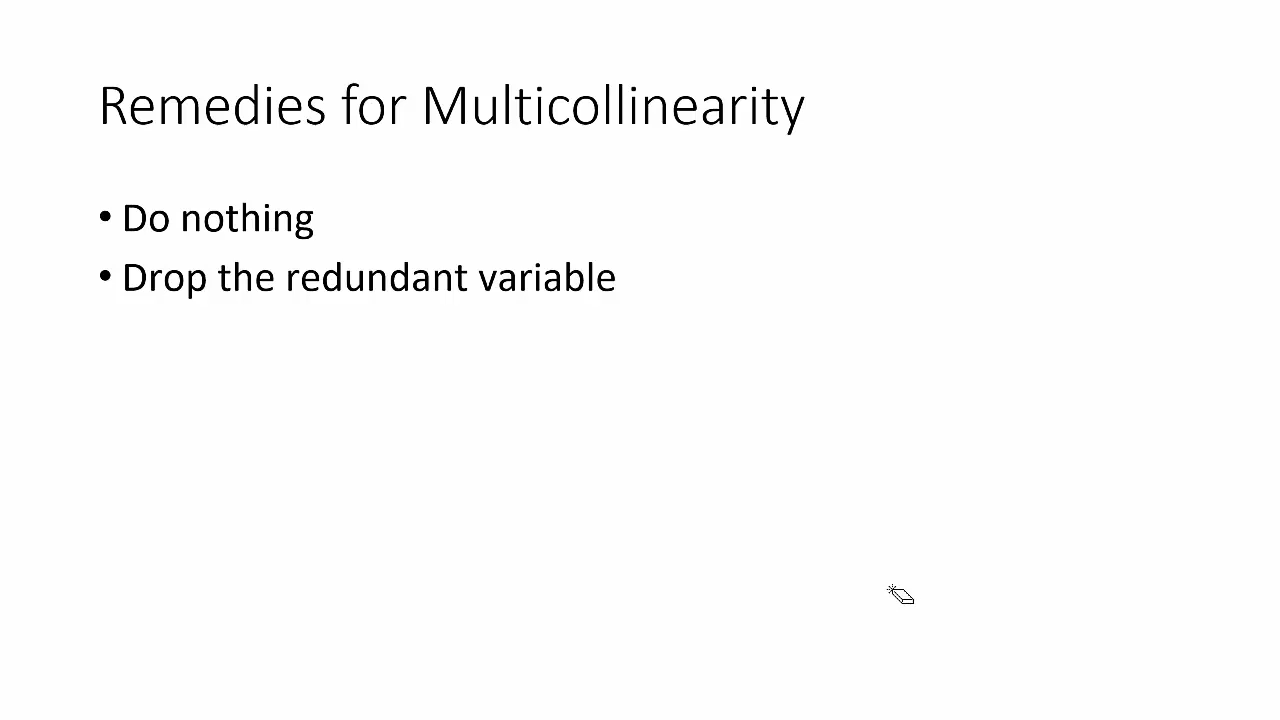 Remedies for Multicollinearity
• Do nothing
• Drop the redundant variable